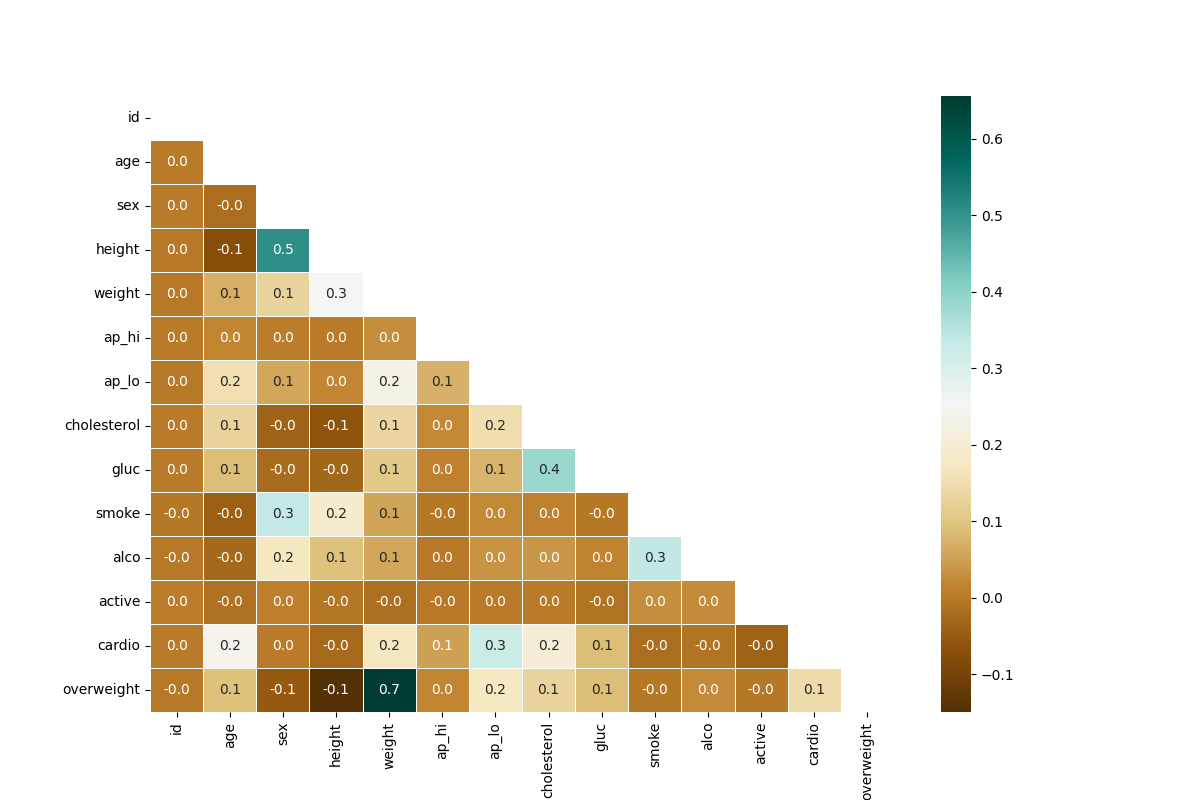 id
age 0.0
sex 0.0 -0.0
height 0.0 -0.1 0.5
weight 0.0 0.1 0.1 0.3
ap_hi 0.0 0.0 0.0 0.0 0.0
ap_lo 0.0 0.2 0.1 0.0 0.2 0.1
cholesterol 0.0 0.1 -0.0 -0.1 0.1 0.0 0.2
gluc 0.0 0.1 -0.0 -0.0 0.1 0.0 0.1 0.4
smoke -0.0 -0.0 0.3 0.2 0.1 -0.0 0.0 0.0 -0.0
alco -0.0 -0.0 0.2 0.1 0.1 0.0 0.0 0.0 0.0 0.3
active 0.0 -0.0 0.0 -0.0 -0.0 -0.0 0.0 0.0 -0.0 0.0 0.0
cardio 0.0 0.2 0.0 -0.0 0.2 0.1 0.3 0.2 0.1 -0.0 -0.0 -0.0
overweight -0.0 0.1 -0.1 -0.1 0.7 0.0 0.2 0.1 0.1 -0.0 0.0 -0.0 0.1
id age sex height weight ap_hi ap_lo cholesterol gluc smoke alco active cardio overweight
0.6
0.5
0.4
0.3
0.2
0.1
0.0
−0.1